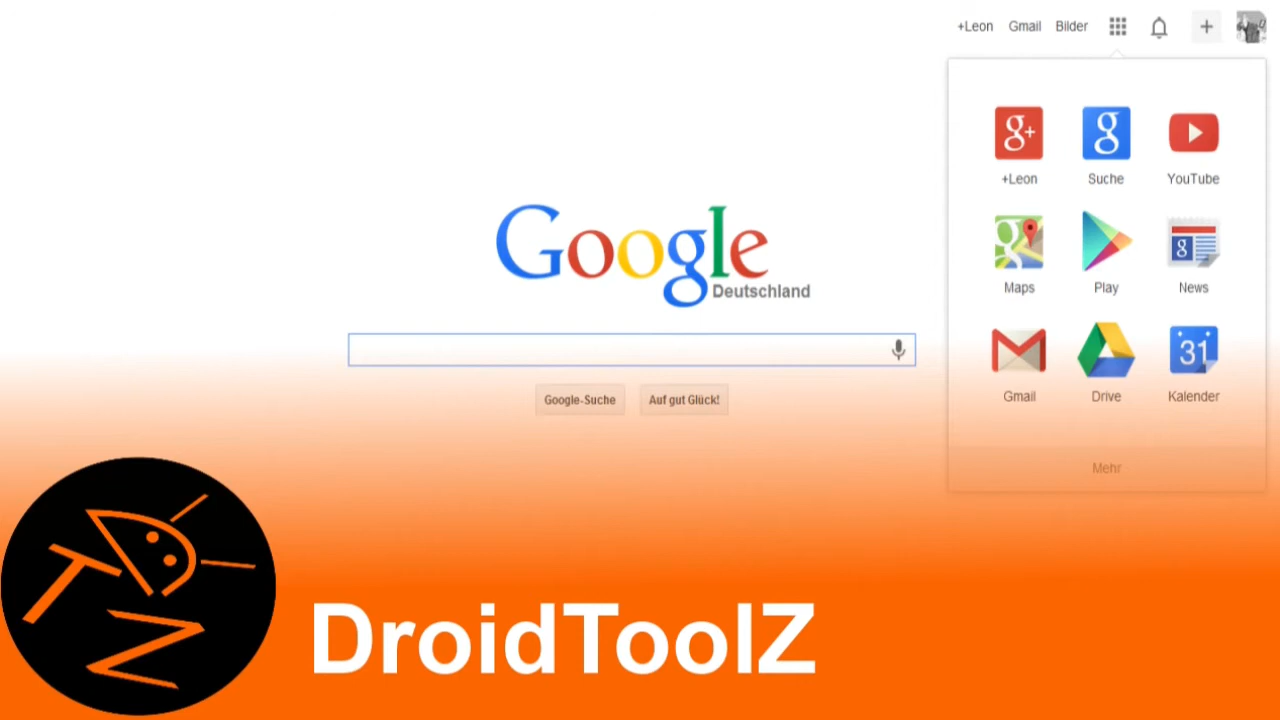 +Leon Gmail Bilder
+Leon Suche YouTube
Maps Play News
31
Gmail Drive Kalender
Mehr
Google
Deutschland
Google-Suche Auf gut Glück!
DTZ
DroidToolZ